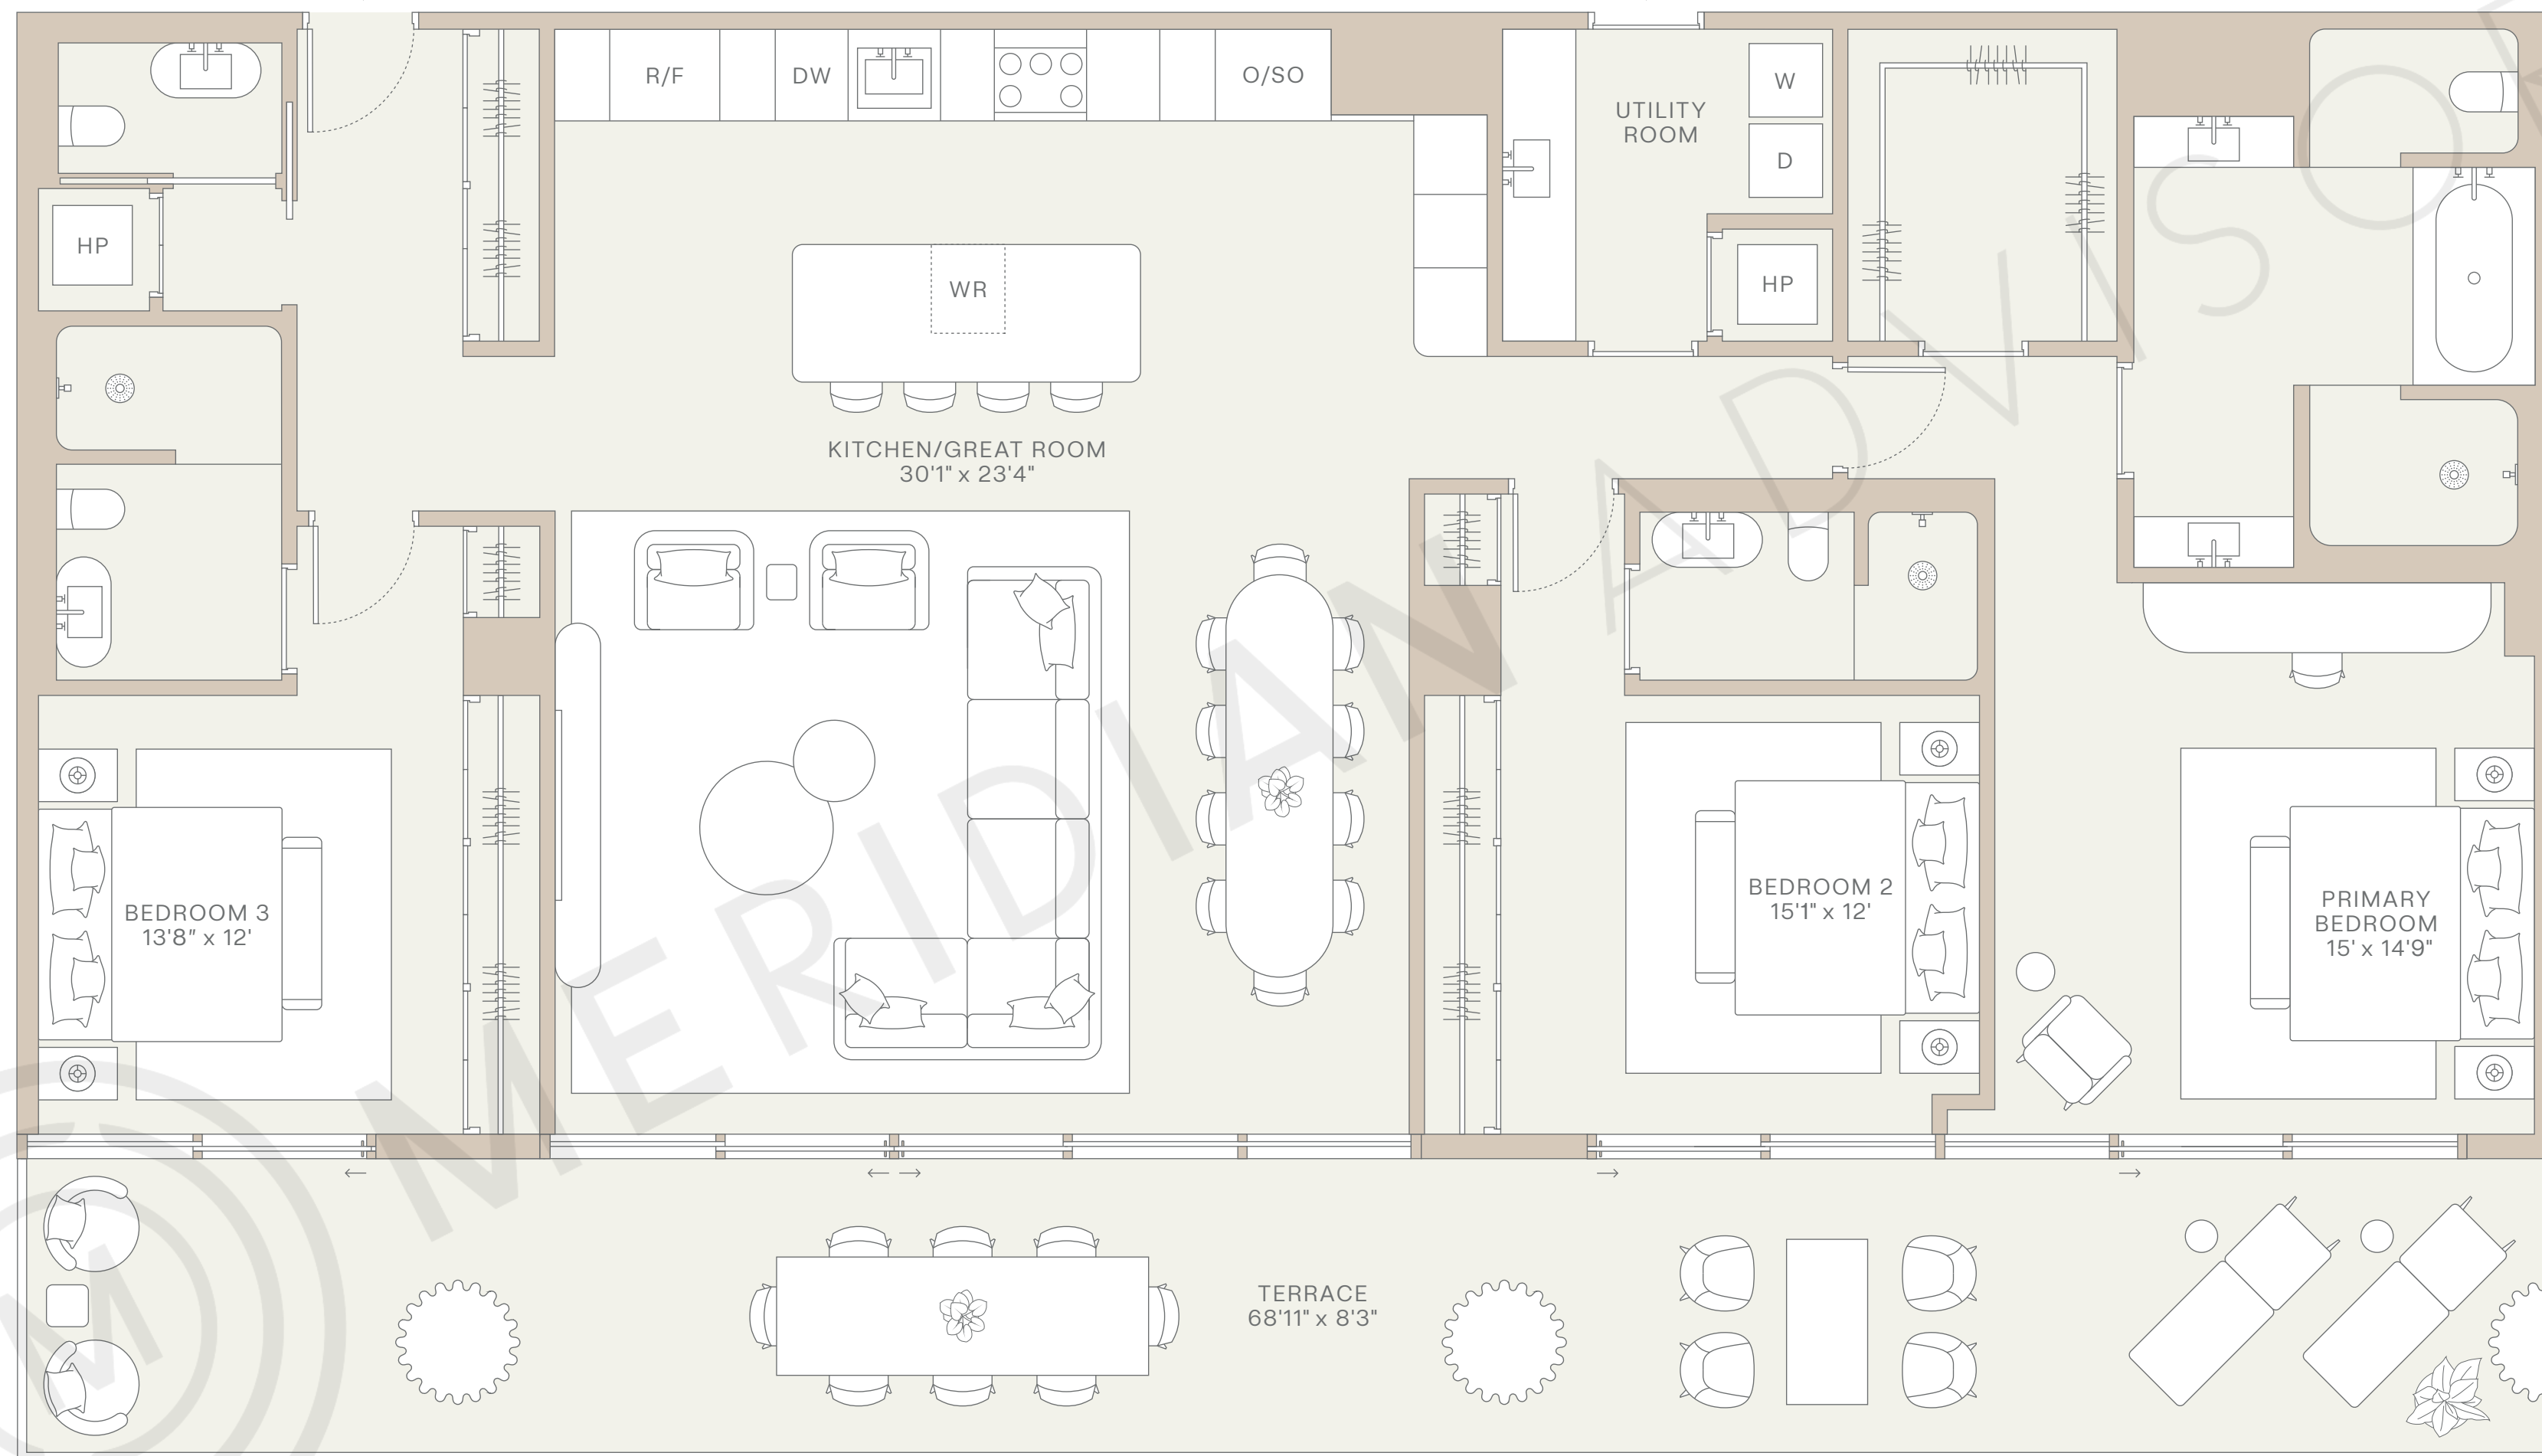 R/F
DW
O/SO
UTILITY
ROOM
W
D
HP
HP
WR
KITCHEN/GREAT ROOM
30'1" x 23'4"
BEDROOM 3
13'8" x 12'
BEDROOM 2
15'1" x 12'
PRIMARY
BEDROOM
15' x 14'9"
TERRACE
68'11" x 8'3"
M
MERIDIAN ADVISOR